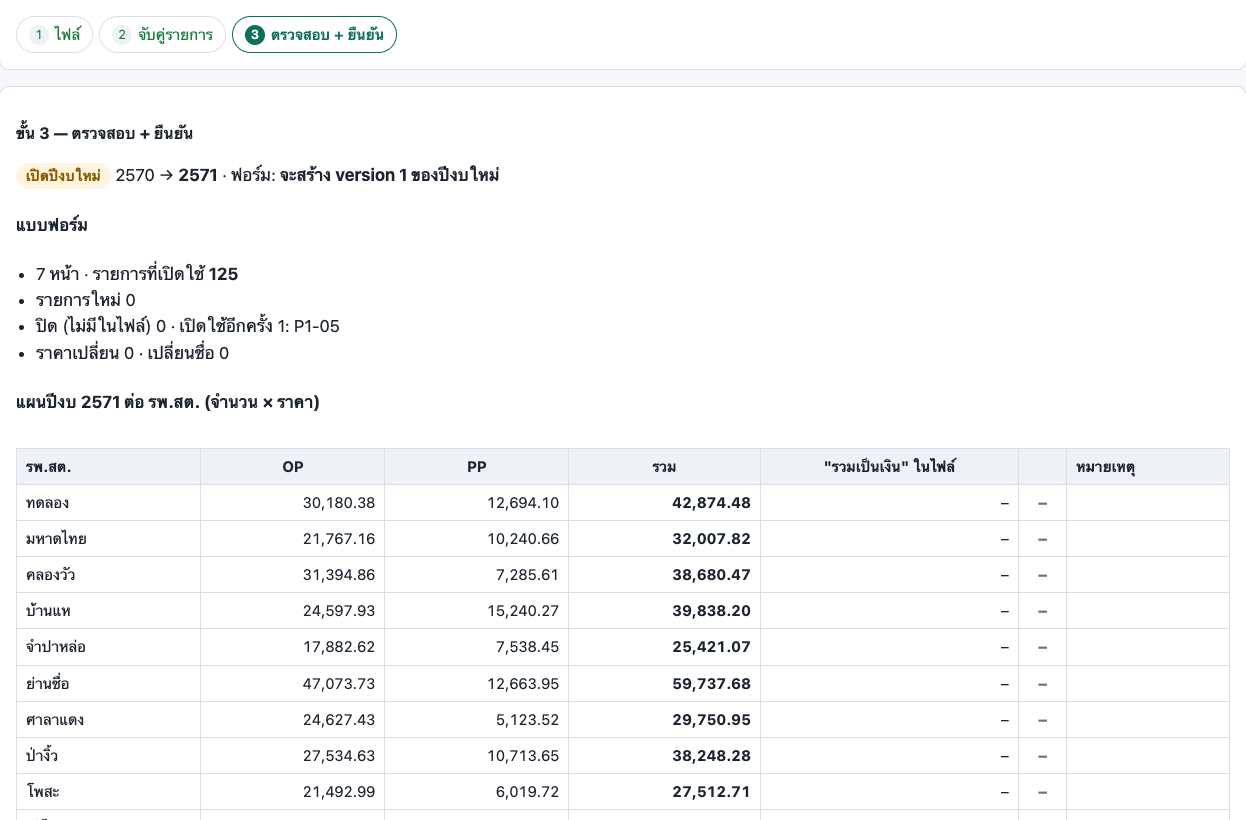 1 ไฟล์ 2 จับคู่รายการ 3 ตรวจสอบ + ยืนยัน
ขั้น 3 — ตรวจสอบ + ยืนยัน
เปิดปีงบใหม่ 2570 → 2571 · ฟอร์ม: จะสร้าง version 1 ของปีงบใหม่
แบบฟอร์ม
• 7 หน้า · รายการที่เปิดใช้ 125
• รายการใหม่ 0
• ปิด (ไม่มีในไฟล์) 0 · เปิดใช้อีกครั้ง 1: P1-05
• ราคาเปลี่ยน 0 · เปลี่ยนชื่อ 0
แผนปีงบ 2571 ต่อ รพ.สต. (จำนวน × ราคา)
รพ.สต. OP PP รวม "รวมเป็นเงิน" ในไฟล์ หมายเหตุ
ทดลอง 30,180.38 12,694.10 42,874.48 – –
มหาดไทย 21,767.16 10,240.66 32,007.82 – –
คลองวัว 31,394.86 7,285.61 38,680.47 – –
บ้านแห 24,597.93 15,240.27 39,838.20 – –
จำปาหล่อ 17,882.62 7,538.45 25,421.07 – –
ย่านซื่อ 47,073.73 12,663.95 59,737.68 – –
ศาลาแดง 24,627.43 5,123.52 29,750.95 – –
ป่างิ้ว 27,534.63 10,713.65 38,248.28 – –
โพสะ 21,492.99 6,019.72 27,512.71 – –